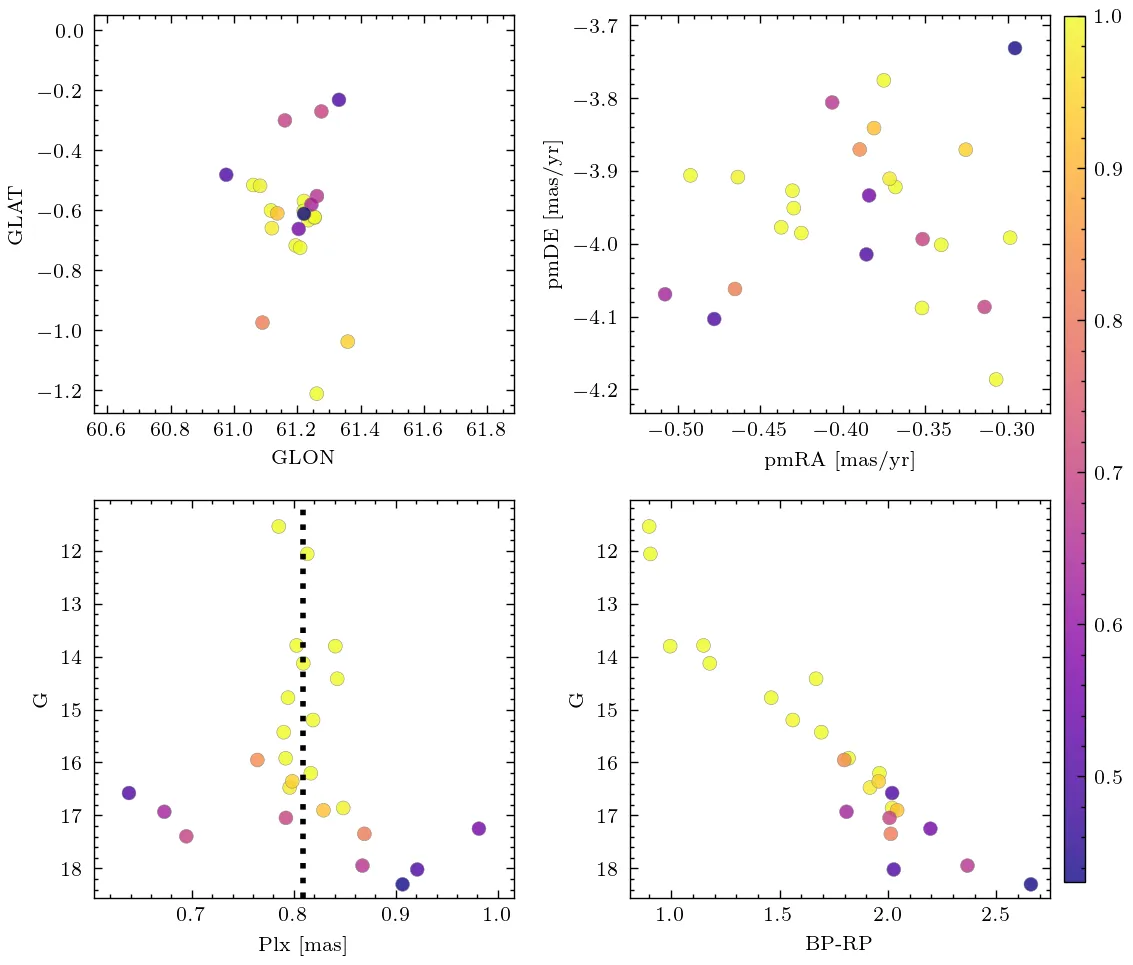 0.0
−0.2
−0.4
−0.6
−0.8
−1.0
−1.2
GLAT
60.6 60.8 61.0 61.2 61.4 61.6 61.8
GLON
−3.7
−3.8
−3.9
−4.0
−4.1
−4.2
pmDE [mas/yr]
−0.50 −0.45 −0.40 −0.35 −0.30
pmRA [mas/yr]
12
13
14
15
16
17
18
G
0.7 0.8 0.9 1.0
Plx [mas]
12
13
14
15
16
17
18
G
1.0 1.5 2.0 2.5
BP-RP
1.0
0.9
0.8
0.7
0.6
0.5